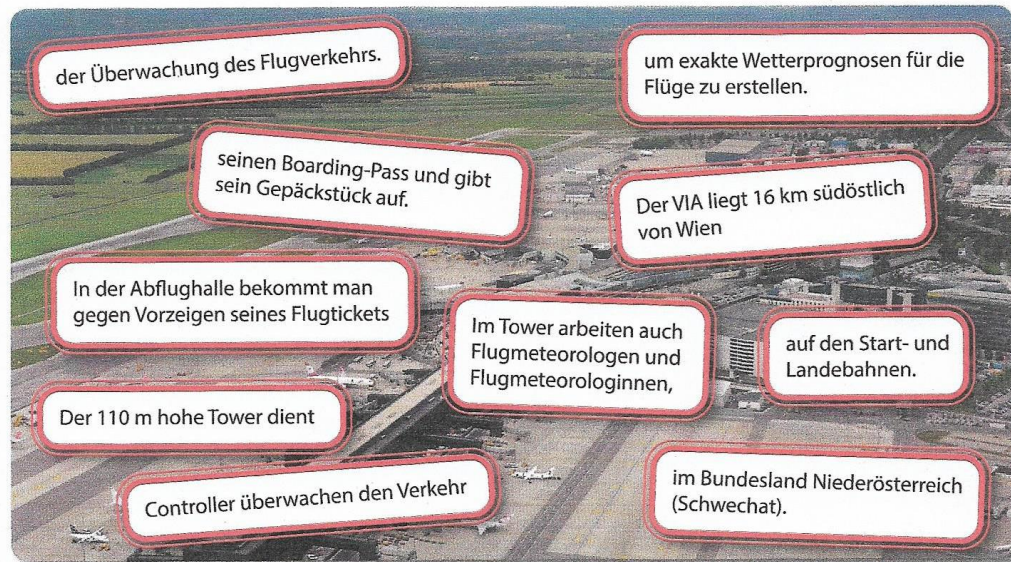 der Überwachung des Flugverkehrs.
um exakte Wetterprognosen für die
Flüge zu erstellen.
seinen Boarding-Pass und gibt
sein Gepäckstück auf.
Der VIA liegt 16 km südöstlich
von Wien
In der Abflughalle bekommt man
gegen Vorzeigen seines Flugtickets
Im Tower arbeiten auch
Flugmeteorologen und
Flugmeteorologinnen,
auf den Start- und
Landebahnen.
Der 110 m hohe Tower dient
Controller überwachen den Verkehr
im Bundesland Niederösterreich
(Schwechat).